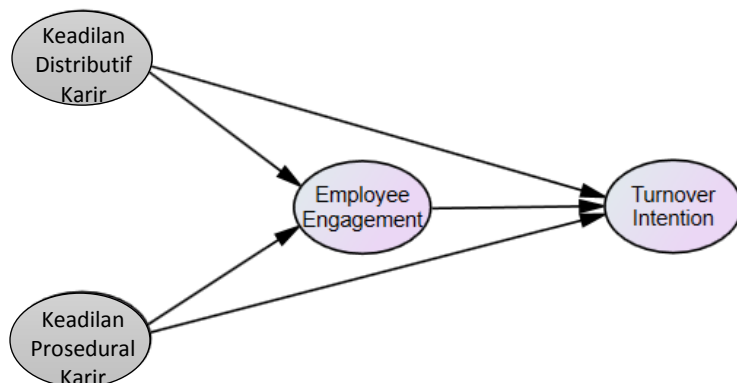 Keadilan
Distributif
Karir
Employee
Engagement
Turnover
Intention
Keadilan
Prosedural
Karir